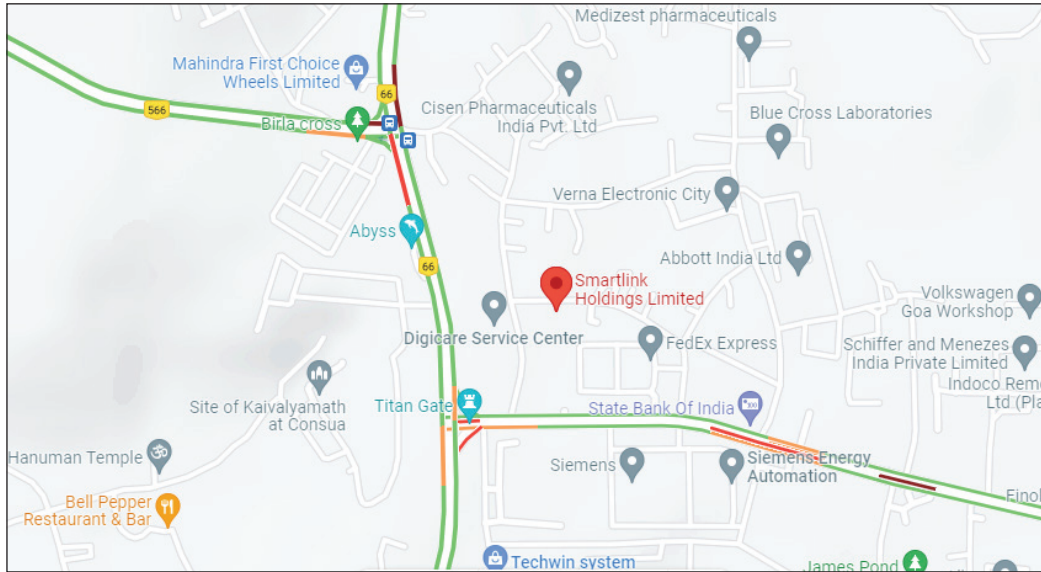 Medizest pharmaceuticals
Mahindra First Choice
Wheels Limited
66
566
Cisen Pharmaceuticals
India Pvt. Ltd
Birla cross
Blue Cross Laboratories
Verna Electronic City
Abyss
66
Abbott India Ltd
Smartlink
Holdings Limited
Volkswagen
Goa Workshop
Digicare Service Center
FedEx Express
Schiffer and Menezes
India Private Limited
Indoco Reme
Ltd (Pla
Site of Kaivalyamath
at Consua
Titan Gate
State Bank Of India
Hanuman Temple
Siemens
Siemens Energy
Automation
Bell Pepper
Restaurant & Bar
Finol
Techwin system
James Pond